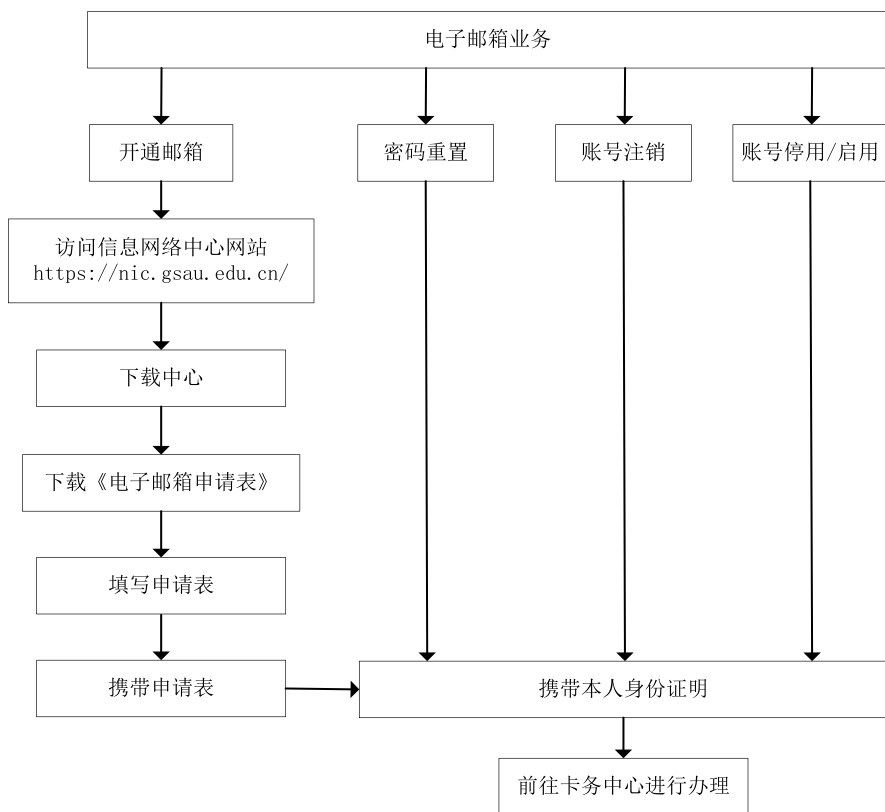 电子邮箱业务
开通邮箱
密码重置
账号注销
账号停用/启用
访问信息网络中心网站
https://nic.gsau.edu.cn/
下载中心
下载《电子邮箱申请表》
填写申请表
携带申请表
携带本人身份证明
前往卡务中心进行办理